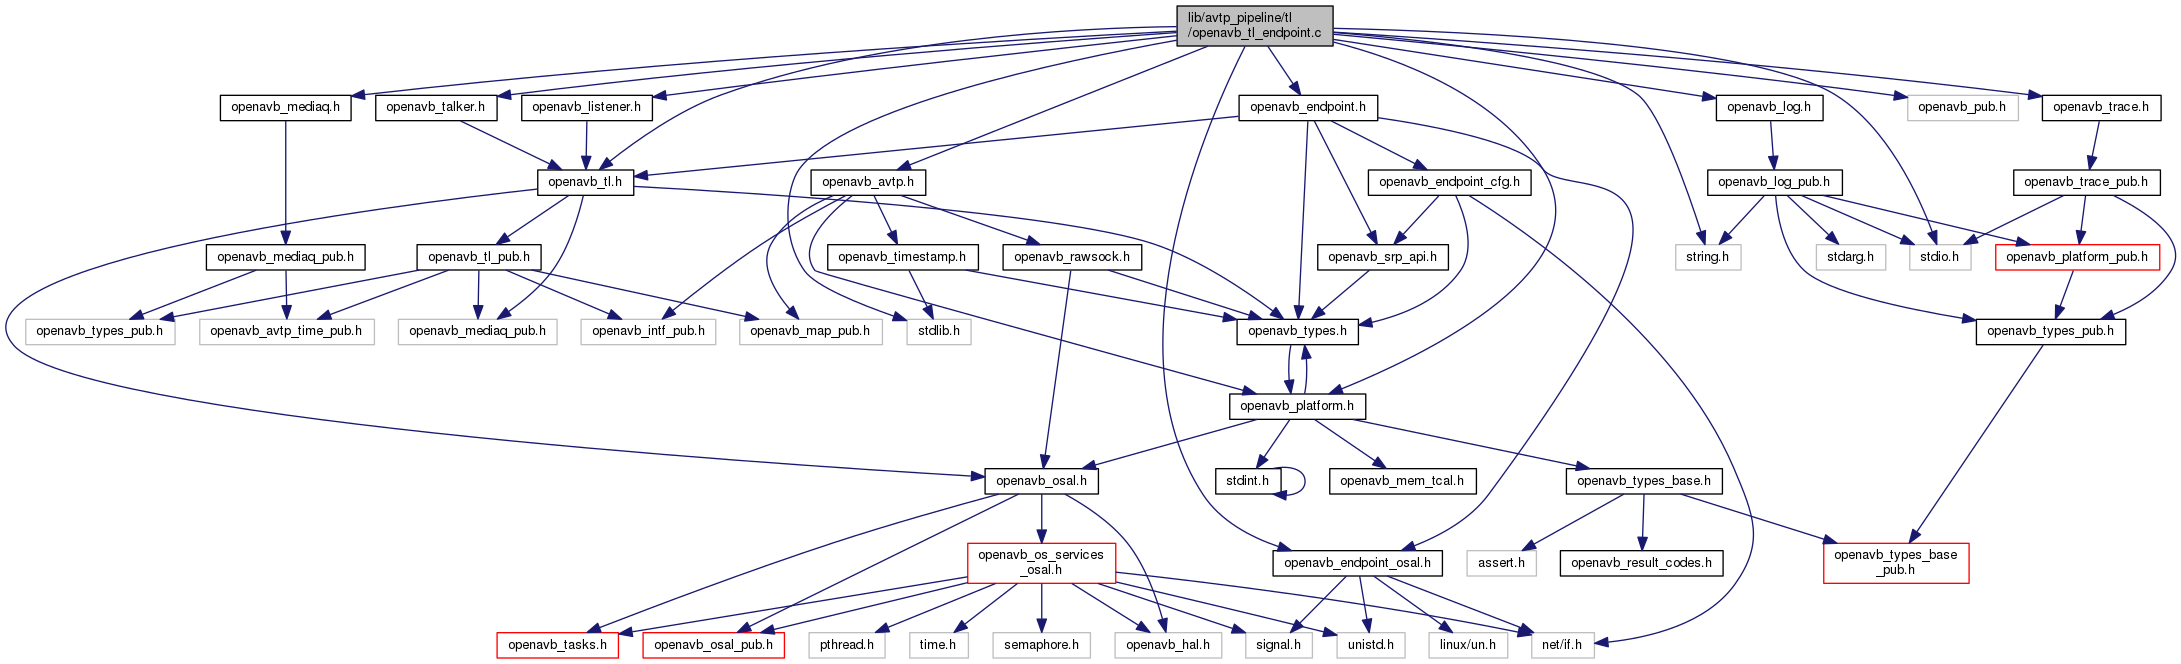 lib/avtp_pipeline/tl
/openavb_tl_endpoint.c
openavb_mediaq.h
openavb_talker.h
openavb_listener.h
openavb_endpoint.h
openavb_log.h
openavb_pub.h
openavb_trace.h
openavb_tl.h
openavb_avtp.h
openavb_endpoint_cfg.h
openavb_log_pub.h
openavb_trace_pub.h
openavb_mediaq_pub.h
openavb_tl_pub.h
openavb_timestamp.h
openavb_rawsock.h
openavb_srp_api.h
string.h
stdarg.h
stdio.h
openavb_platform_pub.h
openavb_types_pub.h
openavb_avtp_time_pub.h
openavb_mediaq_pub.h
openavb_intf_pub.h
openavb_map_pub.h
stdlib.h
openavb_types.h
openavb_types_pub.h
openavb_platform.h
openavb_osal.h
stdint.h
openavb_mem_tcal.h
openavb_types_base.h
openavb_os_services
_osal.h
openavb_endpoint_osal.h
assert.h
openavb_result_codes.h
openavb_types_base
_pub.h
openavb_tasks.h
openavb_osal_pub.h
pthread.h
time.h
semaphore.h
openavb_hal.h
signal.h
unistd.h
linux/un.h
net/if.h